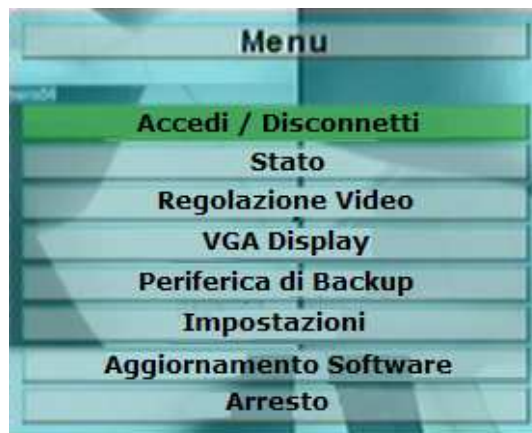 Menu
Accedi / Disconnetti
Stato
Regolazione Video
VGA Display
Periferica di Backup
Impostazioni
Aggiornamento Software
Arresto